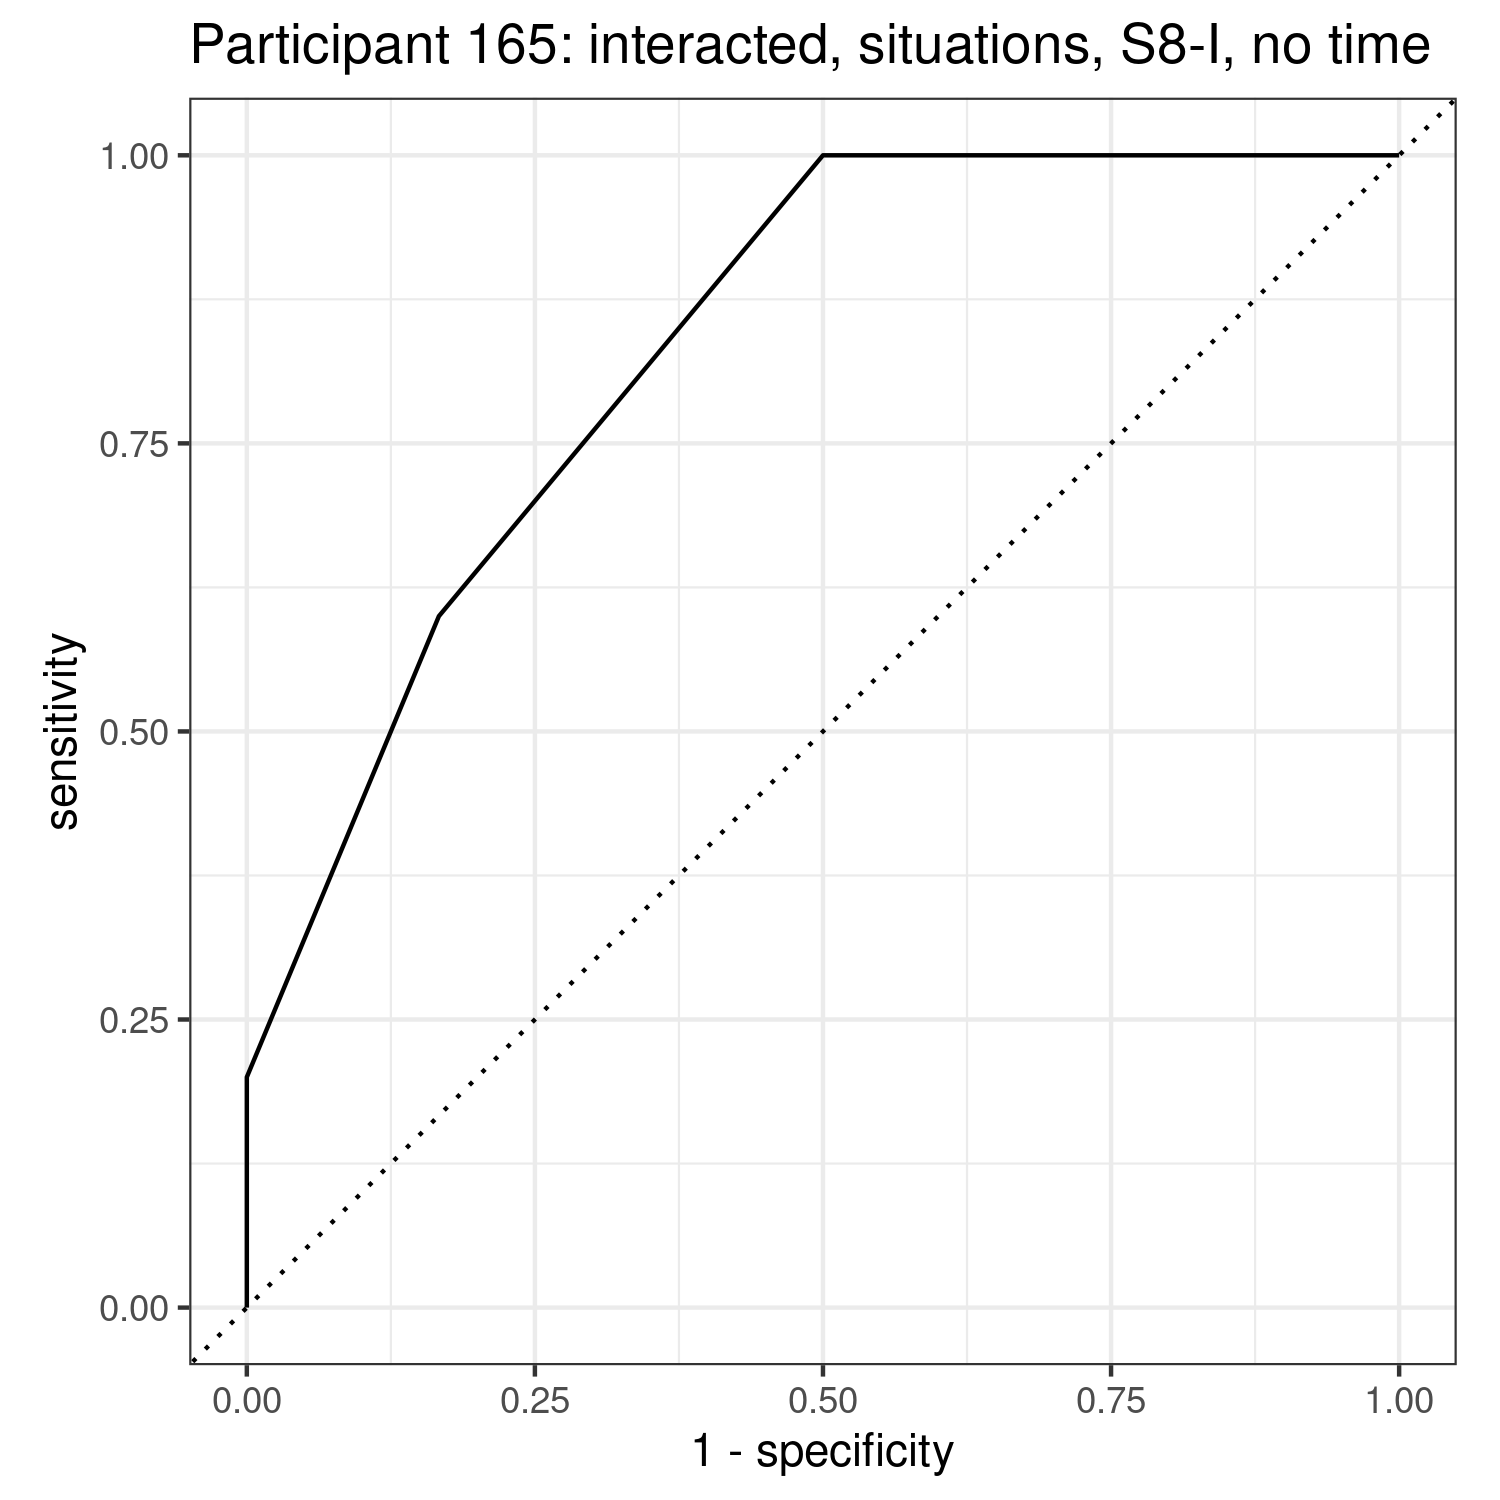 Participant 165: interacted, situations, S8-I, no time
sensitivity
1.00
0.75
0.50
0.25
0.00
0.00 0.25 0.50 0.75 1.00
1 - specificity